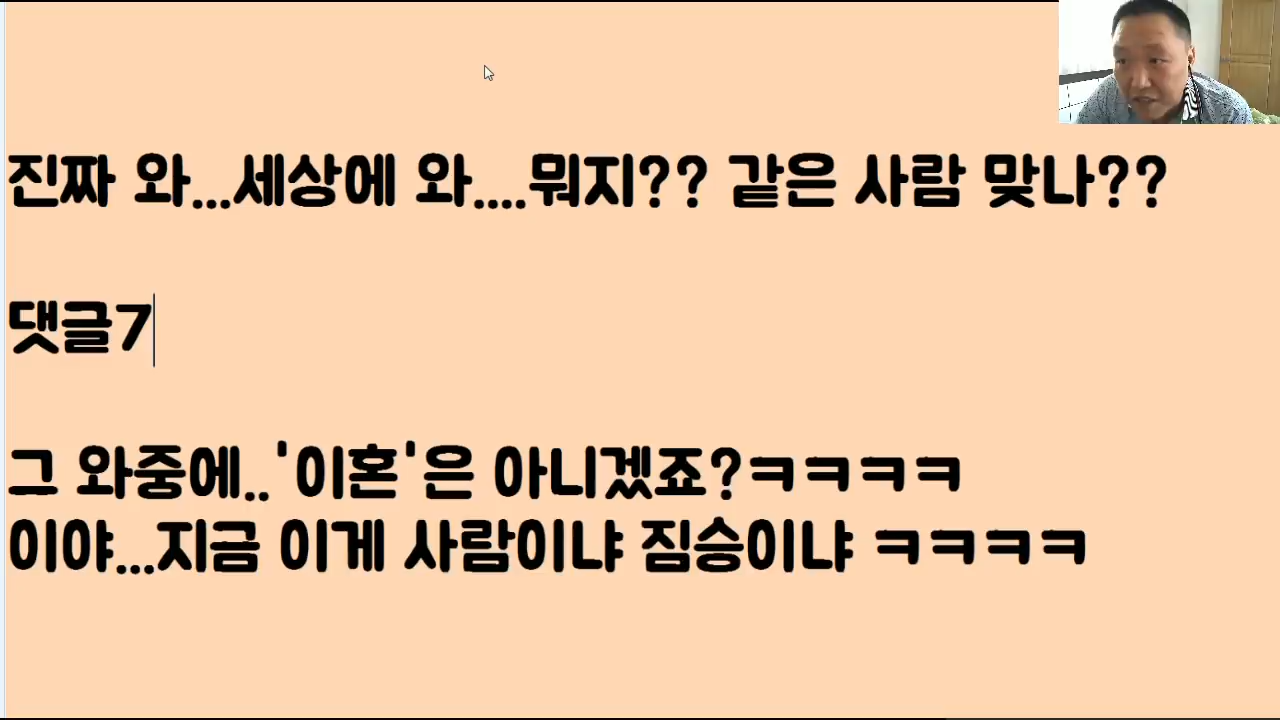 진짜 와...세상에 와....뭐지?? 같은 사람 맞나??
댓글7
그 와중에..'이혼'은 아니겠죠?ㅋㅋㅋㅋ
이야...지금 이게 사람이냐 짐승이냐 ㅋㅋㅋㅋ